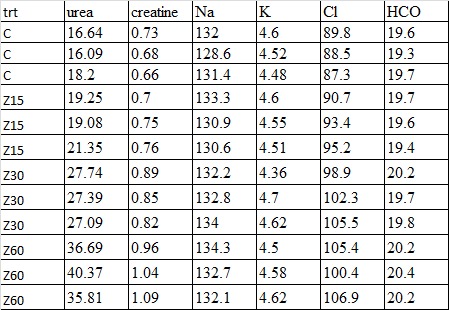 trt urea creatine Na K Cl HCO
C 16.64 0.73 132 4.6 89.8 19.6
C 16.09 0.68 128.6 4.52 88.5 19.3
C 18.2 0.66 131.4 4.48 87.3 19.7
Z15 19.25 0.7 133.3 4.6 90.7 19.7
Z15 19.08 0.75 130.9 4.55 93.4 19.6
Z15 21.35 0.76 130.6 4.51 95.2 19.4
Z30 27.74 0.89 132.2 4.36 98.9 20.2
Z30 27.39 0.85 132.8 4.7 102.3 19.7
Z30 27.09 0.82 134 4.62 105.5 19.8
Z60 36.69 0.96 134.3 4.5 105.4 20.2
Z60 40.37 1.04 132.7 4.58 100.4 20.4
Z60 35.81 1.09 132.1 4.62 106.9 20.2